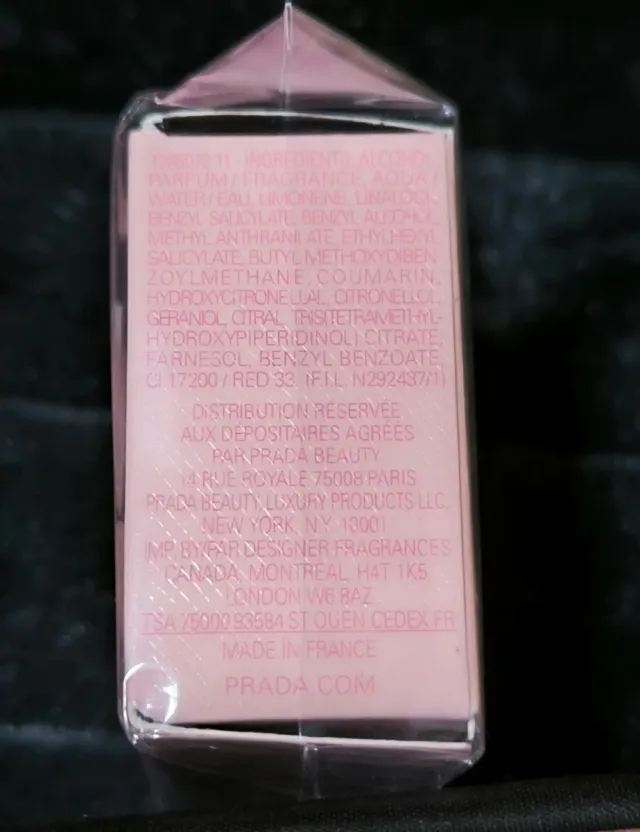 INGREDIENTS: ALCOHOL,
PARFUM / FRAGRANCE, AQUA /
WATER / EAU, LIMONENE, LINALOOL,
BENZYL SALICYLATE, BENZYL ALCOHOL,
METHYL ANTHRANILATE, ETHYLHEXYL
SALICYLATE, BUTYL METHOXYDIBEN
ZOYLMETHANE, COUMARIN,
HYDROXYCITRONELLAL, CITRONELLOL,
GERANIOL, CITRAL, TRIS(TETRAMETHYL-
HYDROXYPIPERIDINOL) CITRATE,
FARNESOL, BENZYL BENZOATE,
CI 17200 / RED 33. (F.I.L. N292437/1)
DISTRIBUTION RÉSERVÉE
AUX DÉPOSITAIRES AGRÉÉS
PAR PRADA BEAUTY
14 RUE ROYALE 75008 PARIS
PRADA BEAUTY, LUXURY PRODUCTS LLC,
NEW YORK, N.Y. 10001
IMP. BY/PAR DESIGNER FRAGRANCES
CANADA, MONTREAL, H4T 1K5
LONDON W6 8AZ
TSA 75000 93584 ST OUEN CEDEX FR
MADE IN FRANCE
PRADA.COM